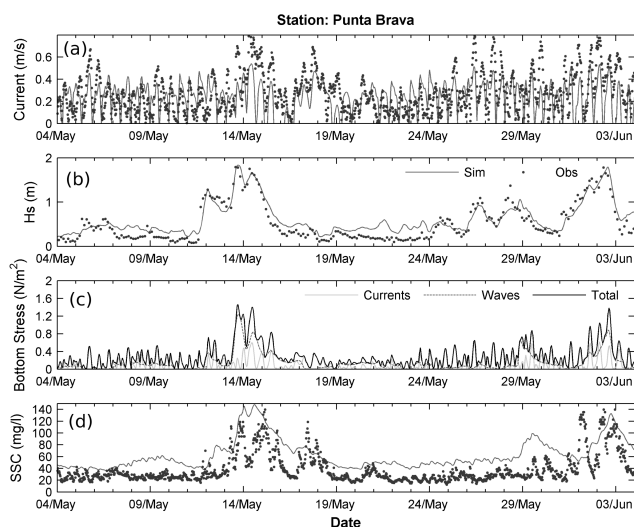 Station: Punta Brava
(a)
Current (m/s)
0.6
0.4
0.2
0
04/May 09/May 14/May 19/May 24/May 29/May 03/Jun
(b)
Sim Obs
Hs (m)
2
1
0
04/May 09/May 14/May 19/May 24/May 29/May 03/Jun
(c)
Currents Waves Total
Bottom Stress (N/m²)
2
1.6
1.2
0.8
0.4
0
04/May 09/May 14/May 19/May 24/May 29/May 03/Jun
(d)
SSC (mg/l)
140
120
100
80
60
40
20
0
04/May 09/May 14/May 19/May 24/May 29/May 03/Jun
Date